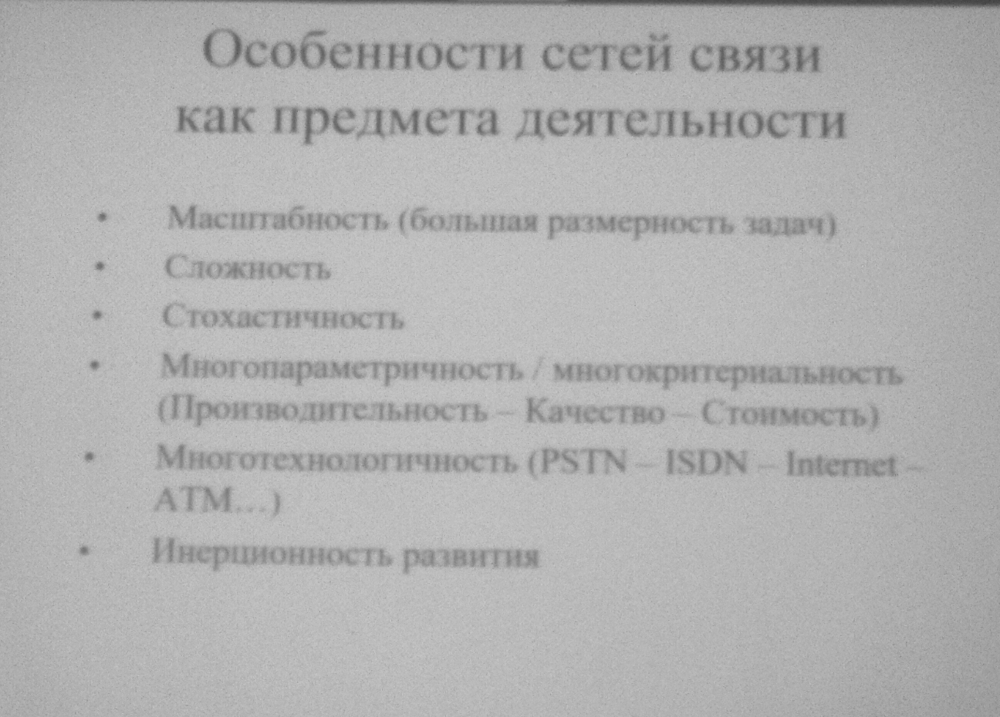 Особенности сетей связи
как предмета деятельности
• Масштабность (большая размерность задач)
• Сложность
• Стохастичность
• Многопараметричность / многокритериальность
(Производительность – Качество – Стоимость)
• Многотехнологичность (PSTN – ISDN – Internet –
ATM…)
• Инерционность развития